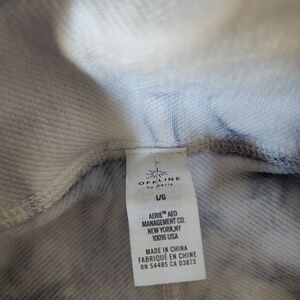 OFFLINE
by Aerie
L/G
AERIE™ AEO
MANAGEMENT CO.
NEW YORK, NY
10016 USA
MADE IN CHINA
FABRIQUÉ EN CHINE
RN 54485 CA 03873